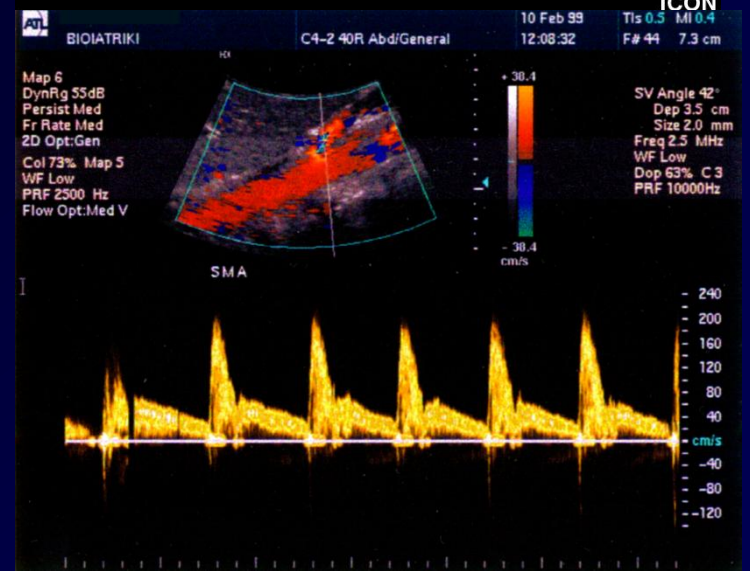 ICON
ATL
10 Feb 99
TIs 0.5 MI 0.4
BIOIATRIKI
C4-2 40R Abd/General
12:08:32
F# 44 7.3 cm
Map 6
DynRg 55dB
Persist Med
Fr Rate Med
2D Opt:Gen
Col 73% Map 5
WF Low
PRF 2500 Hz
Flow Opt:Med V
+ 38.4
- 38.4
cm/s
SV Angle 42°
Dep 3.5 cm
Size 2.0 mm
Freq 2.5 MHz
WF Low
Dop 63% C 3
PRF 10000Hz
SMA
240
200
160
120
80
40
cm/s
-40
-80
-120